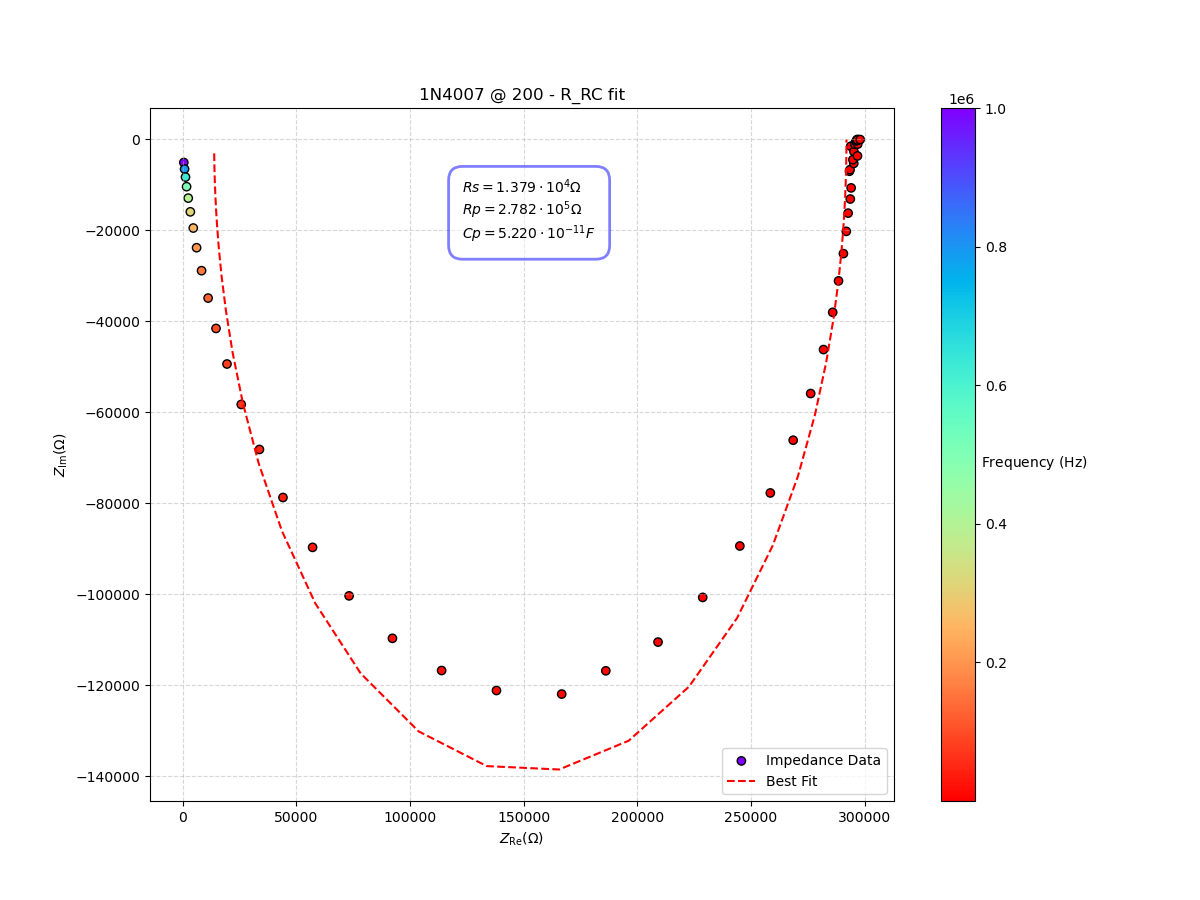 1N4007 @ 200 - R_RC fit
1e6
0
−20000
−40000
−60000
−80000
−100000
−120000
−140000
Z_Im(Ω)
Rs = 1.379 · 10⁴Ω
Rp = 2.782 · 10⁵Ω
Cp = 5.220 · 10⁻¹¹F
Impedance Data
Best Fit
0
50000
100000
150000
200000
250000
300000
Z_Re(Ω)
1.0
0.8
0.6
0.4
0.2
Frequency (Hz)